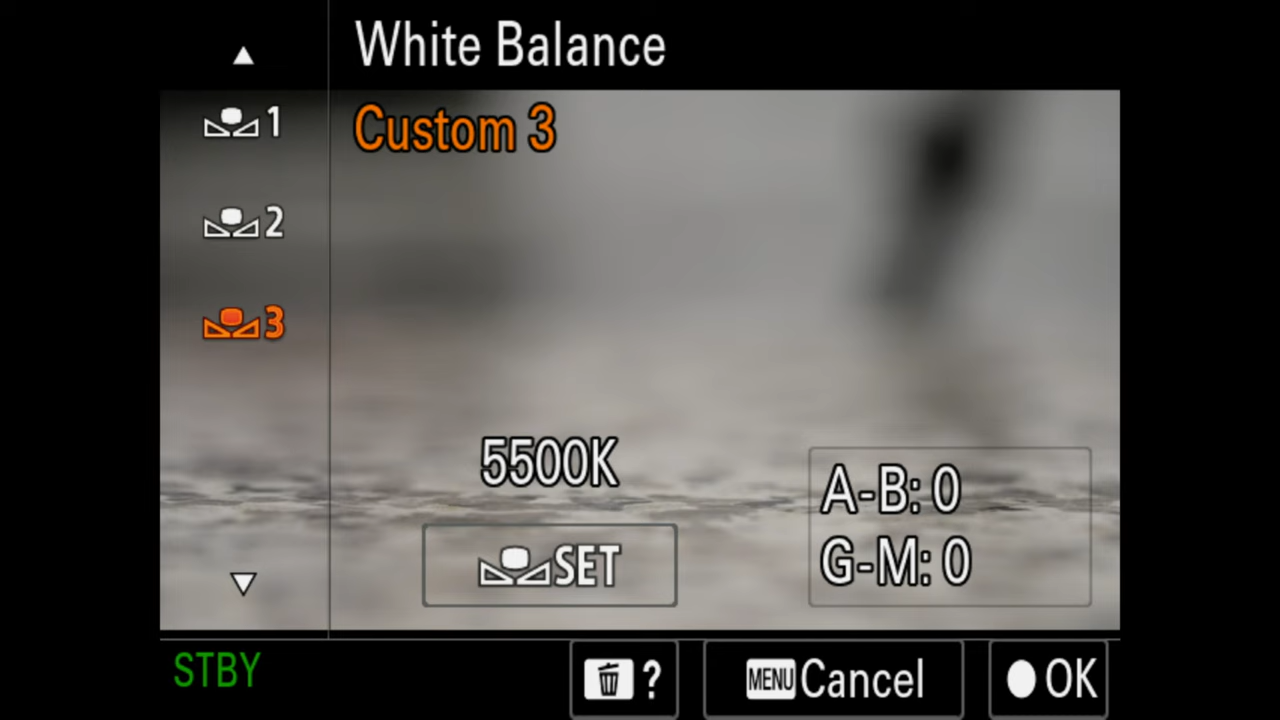 White Balance
1
Custom 3
2
3
5500K
SET
A-B: 0
G-M: 0
STBY
?
MENU Cancel
OK